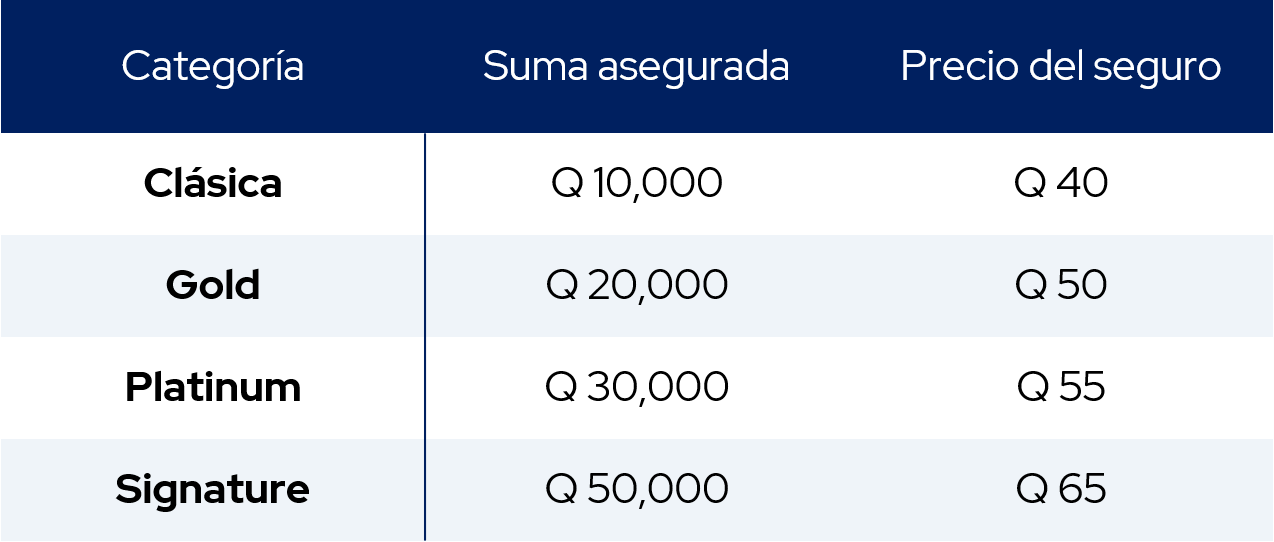 Categoría Suma asegurada Precio del seguro
Clásica Q 10,000 Q 40
Gold Q 20,000 Q 50
Platinum Q 30,000 Q 55
Signature Q 50,000 Q 65